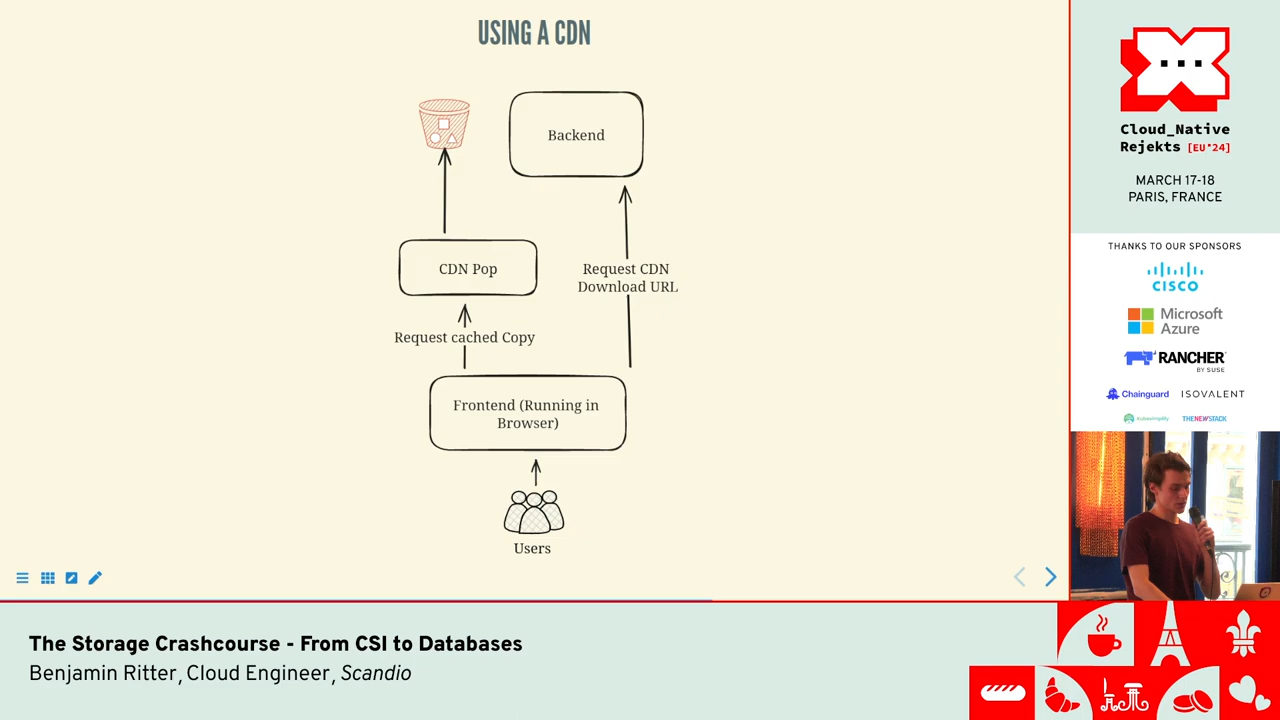 USING A CDN
Backend
CDN Pop
Request CDN
Download URL
Request cached Copy
Frontend (Running in
Browser)
Users
Cloud_Native
Rejekts [EU'24]
MARCH 17-18
PARIS, FRANCE
THANKS TO OUR SPONSORS
CISCO
Microsoft
Azure
RANCHER
BY SUSE
Chainguard
ISOVALENT
Kubesimplify
THENEWSTACK
The Storage Crashcourse - From CSI to Databases
Benjamin Ritter, Cloud Engineer, Scandio